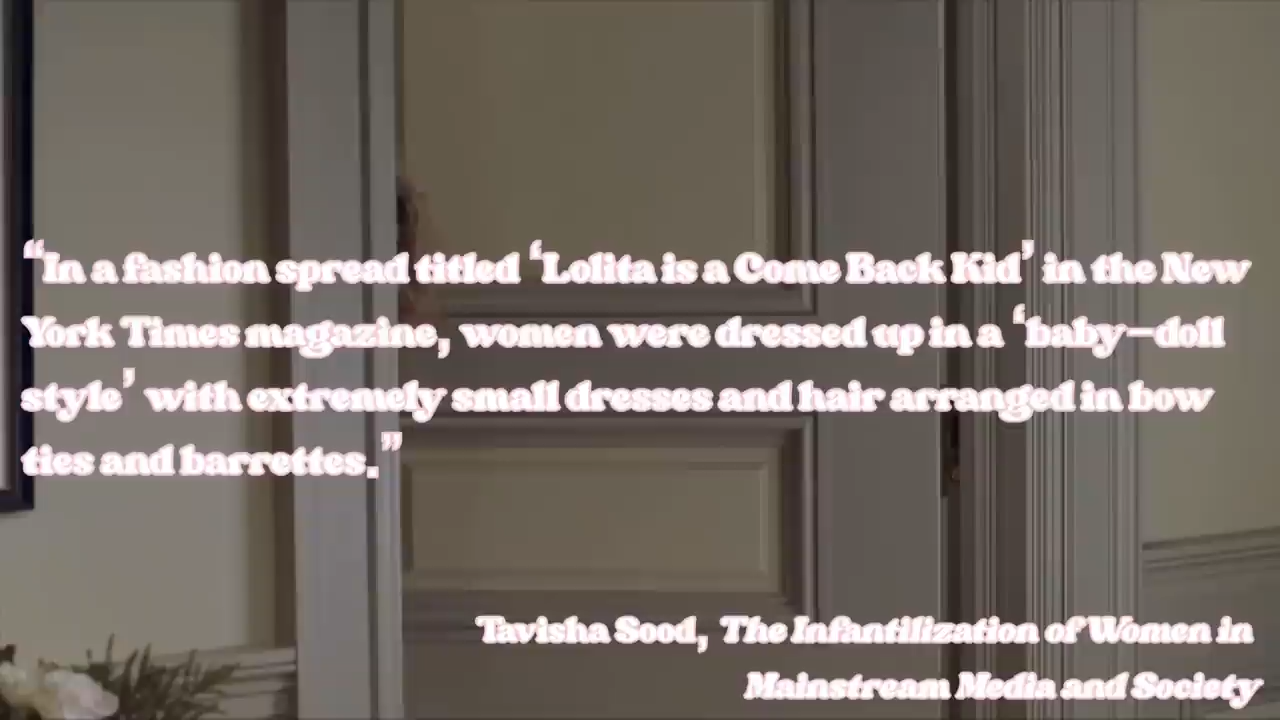 “In a fashion spread titled ‘Lolita is a Come Back Kid’ in the New
York Times magazine, women were dressed up in a ‘baby-doll
style’ with extremely small dresses and hair arranged in bow
ties and barrettes.”
Tavisha Sood, The Infantilization of Women in
Mainstream Media and Society